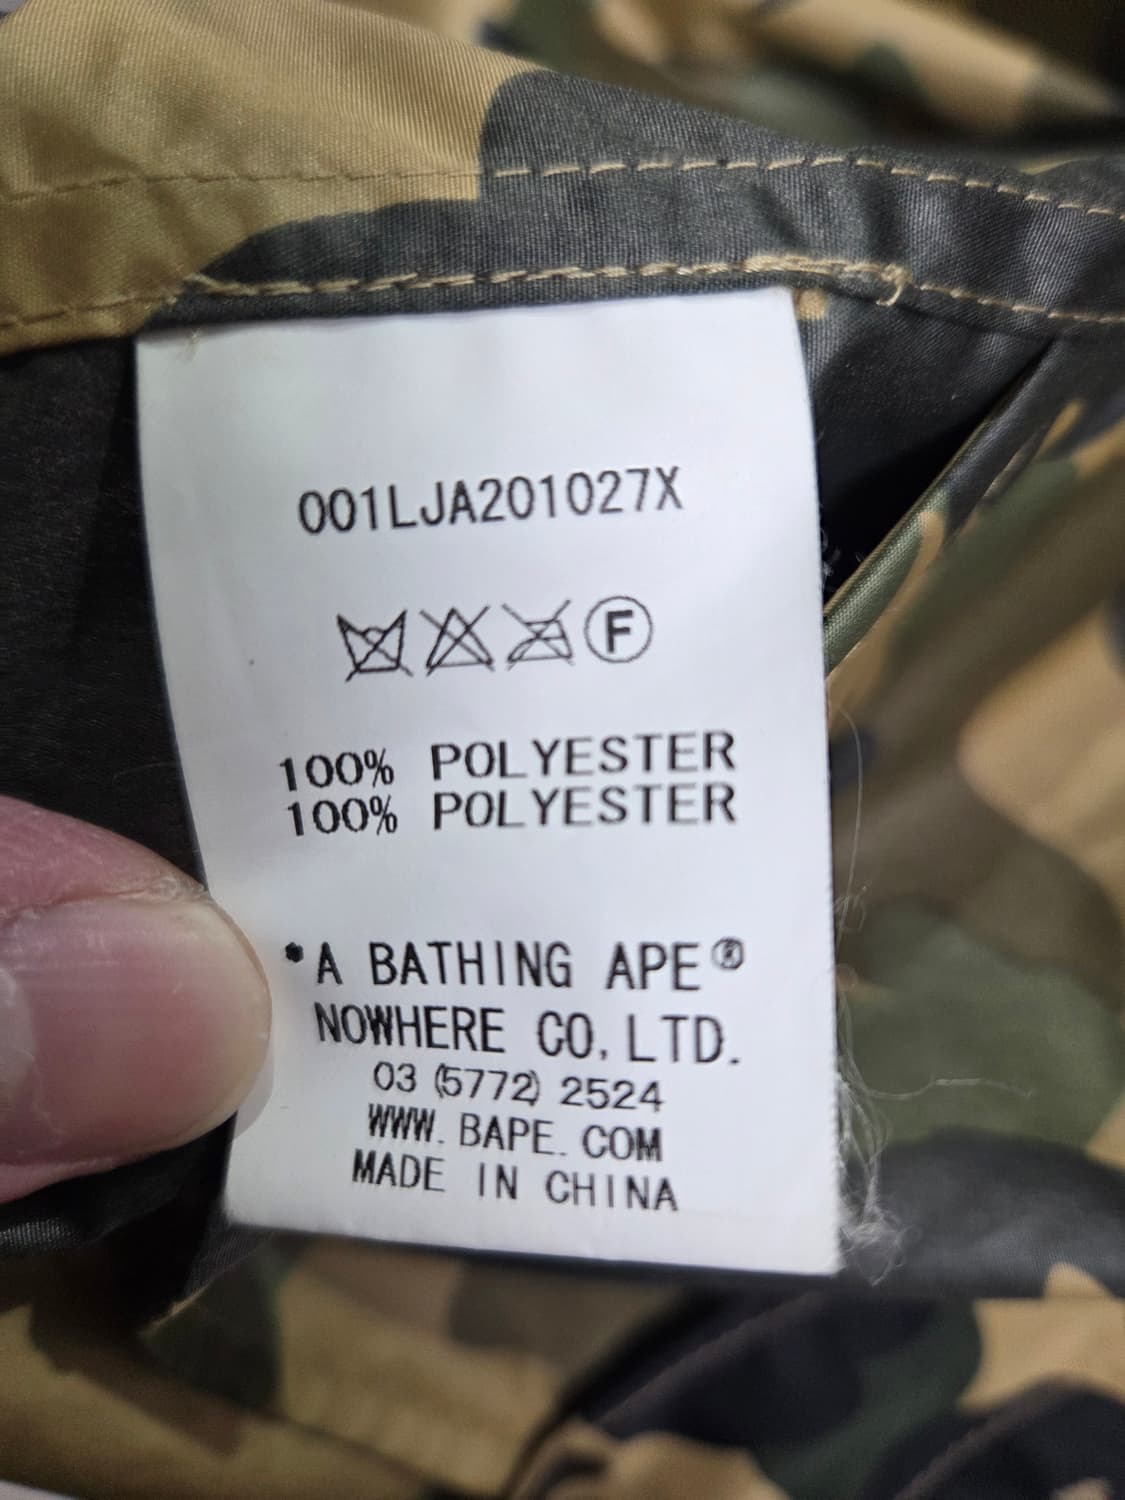 001LJA201027X
F
100% POLYESTER
100% POLYESTER
*A BATHING APE®
NOWHERE CO, LTD.
03 (5772) 2524
WWW. BAPE. COM
MADE IN CHINA